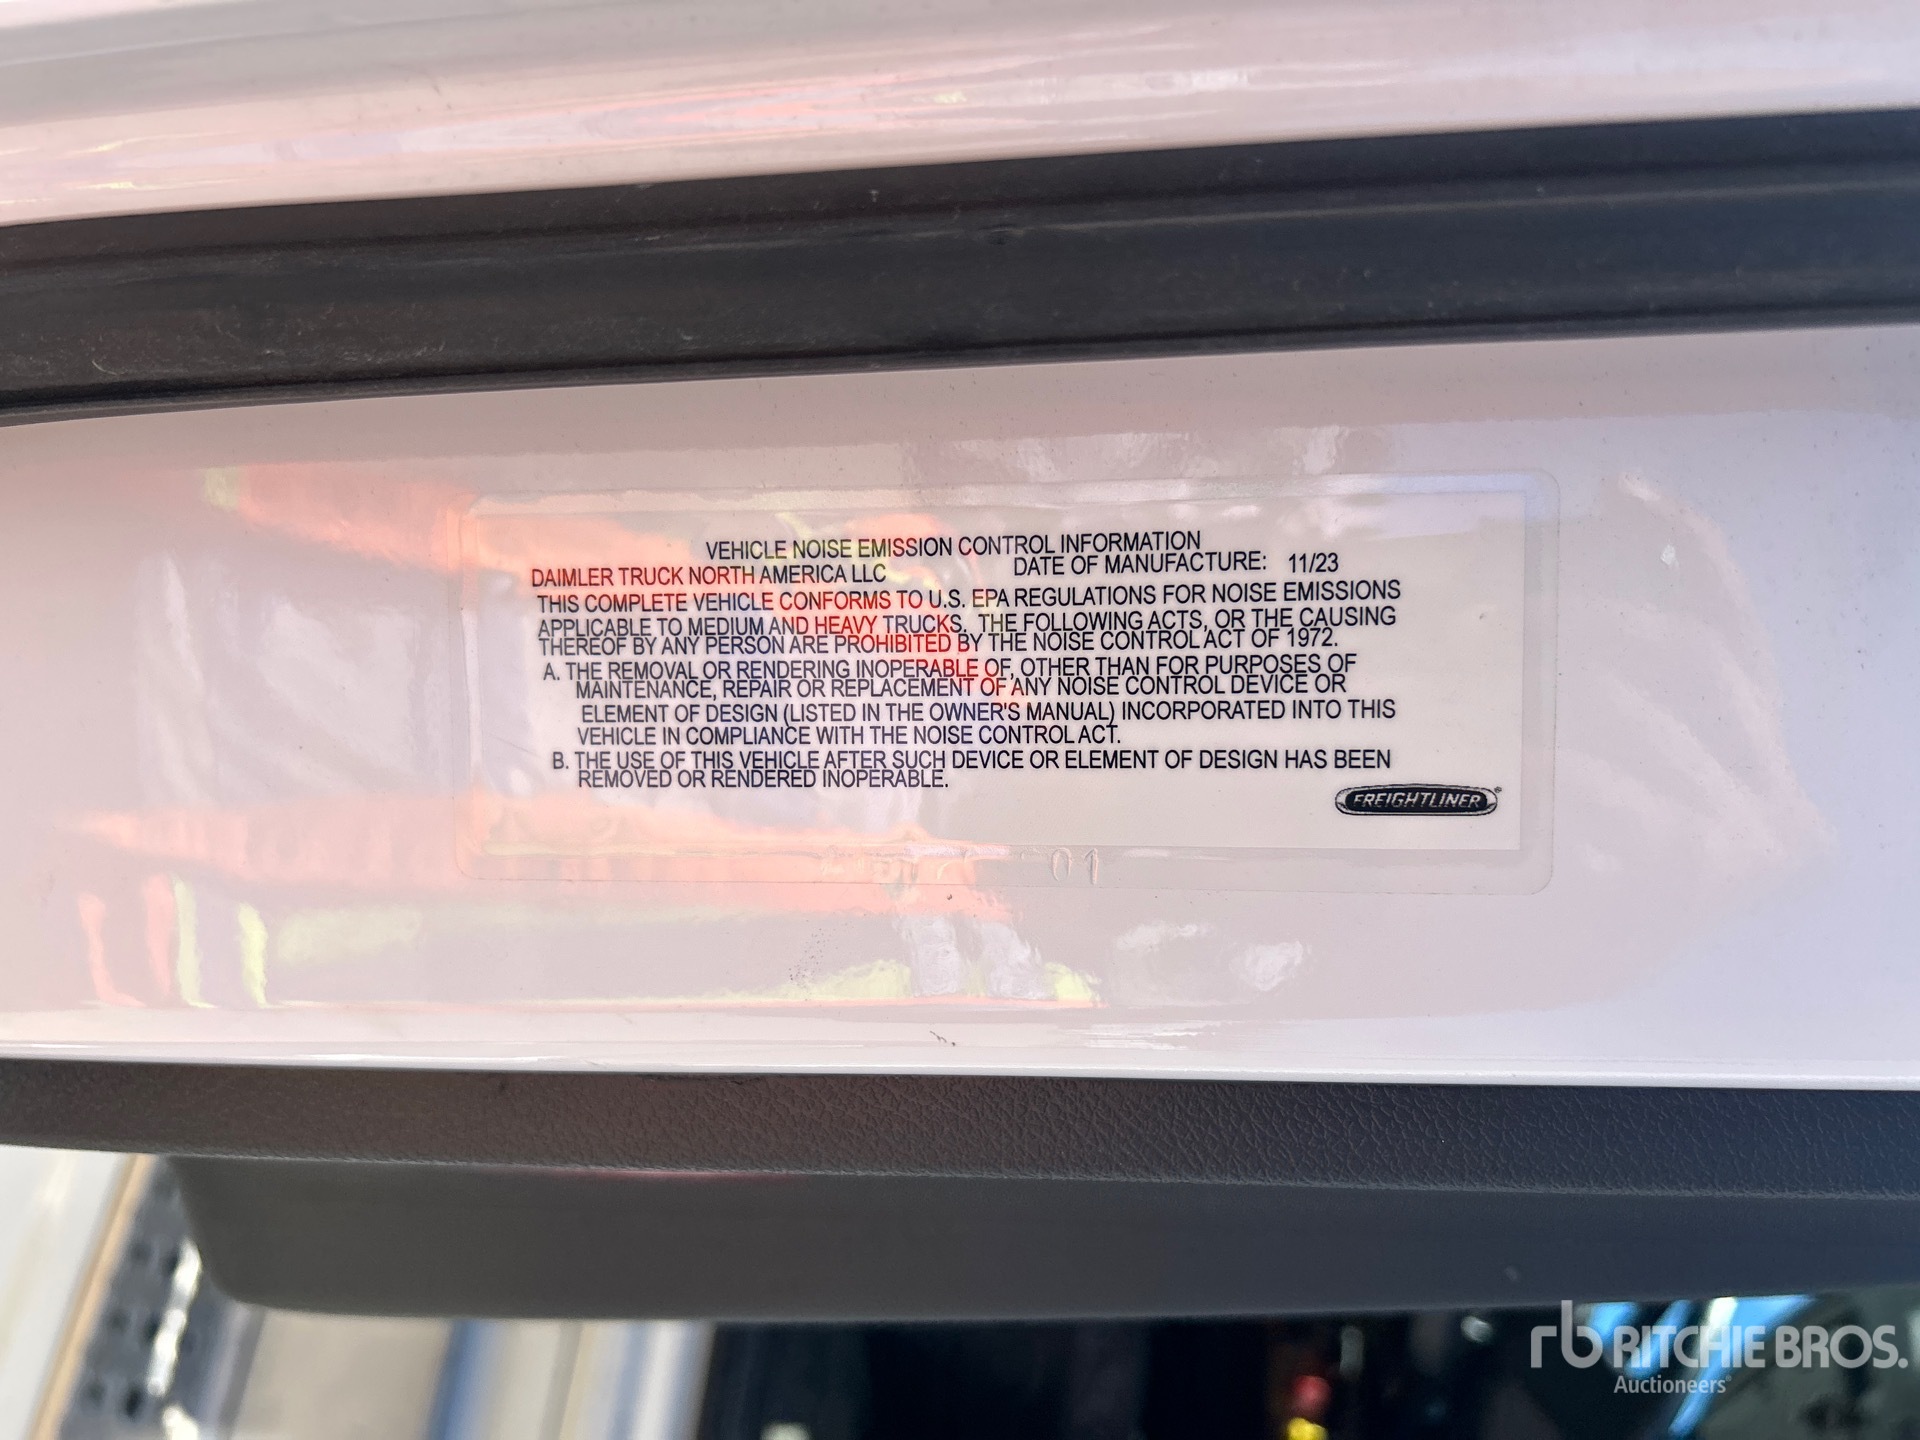 VEHICLE NOISE EMISSION CONTROL INFORMATION
DAIMLER TRUCK NORTH AMERICA LLC DATE OF MANUFACTURE: 11/23
THIS COMPLETE VEHICLE CONFORMS TO U.S. EPA REGULATIONS FOR NOISE EMISSIONS
APPLICABLE TO MEDIUM AND HEAVY TRUCKS. THE FOLLOWING ACTS, OR THE CAUSING
THEREOF BY ANY PERSON ARE PROHIBITED BY THE NOISE CONTROL ACT OF 1972.
A. THE REMOVAL OR RENDERING INOPERABLE OF, OTHER THAN FOR PURPOSES OF
MAINTENANCE, REPAIR OR REPLACEMENT OF ANY NOISE CONTROL DEVICE OR
ELEMENT OF DESIGN (LISTED IN THE OWNER'S MANUAL) INCORPORATED INTO THIS
VEHICLE IN COMPLIANCE WITH THE NOISE CONTROL ACT.
B. THE USE OF THIS VEHICLE AFTER SUCH DEVICE OR ELEMENT OF DESIGN HAS BEEN
REMOVED OR RENDERED INOPERABLE.
FREIGHTLINER®
01
rb RITCHIE BROS.
Auctioneers®